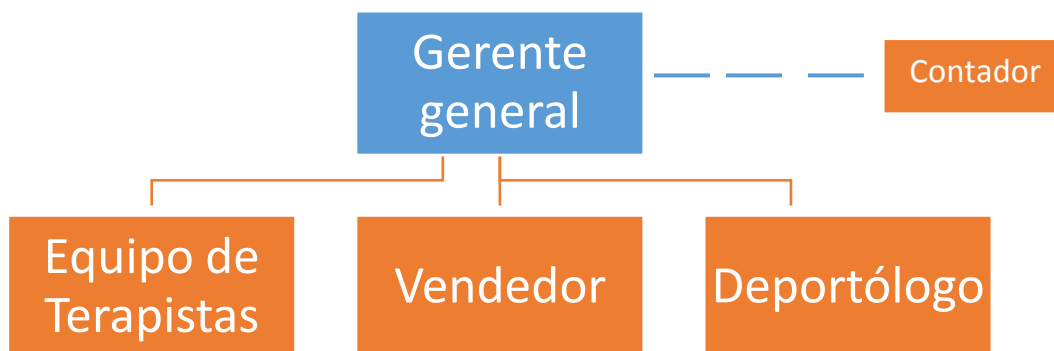 Gerente
general
Contador
Equipo de
Terapistas
Vendedor
Deportólogo